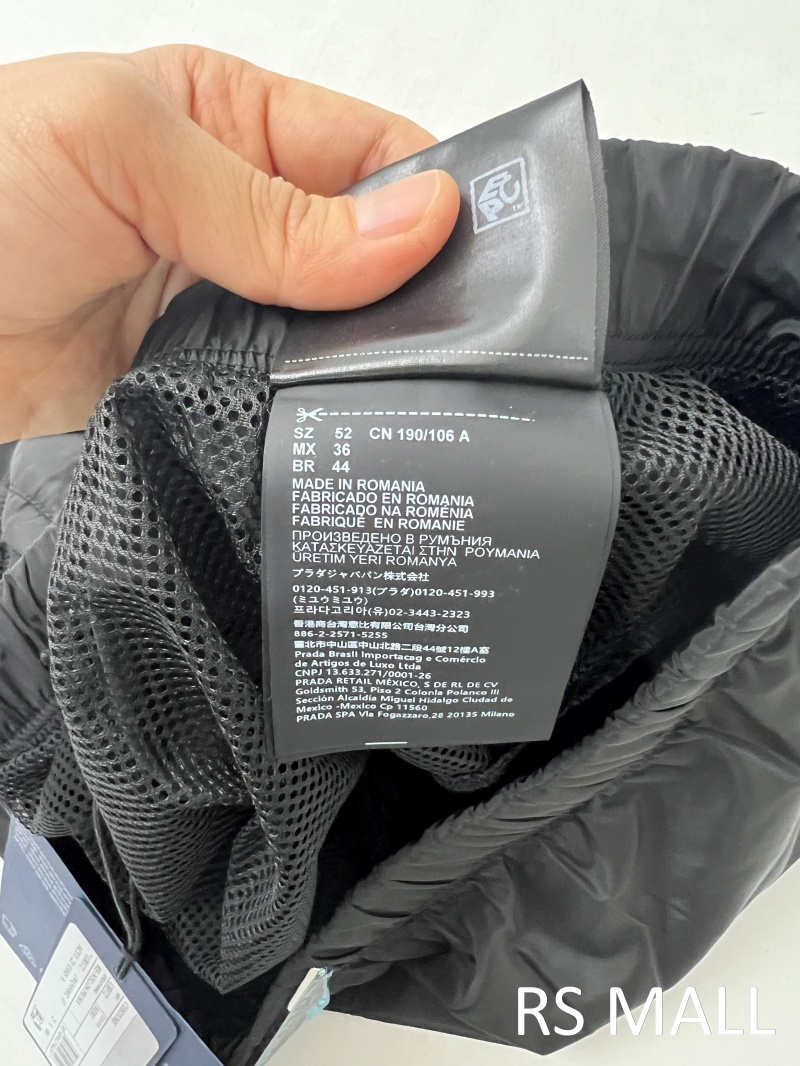 SZ 52 CN 190/106 A
MX 36
BR 44
MADE IN ROMANIA
FABRICADO EN ROMANIA
FABRICADO NA ROMÉNIA
FABRIQUÉ EN ROMANIE
ПРОИЗВЕДЕНО В РУМЪНИЯ
ΚΑΤΑΣΚΕΥΑΖΕΤΑΙ ΣΤΗΝ ΡΟΥΜΑΝΙΑ
ÜRETIM YERI ROMANYA
プラダジャパパン株式会社
0120-451-913(プラダ)0120-451-993
(ミユウミユウ)
프라다고리아(유)02-3443-2323
香港商台灣慕比有限公司台灣分公司
886-2-2571-5255
臺北市中山區中山北路二段44號12樓A室
Prada Brasil Importacag e Comércio
de Artigos de Luxo Ltda
CNPJ 13.633.271/0001-26
PRADA RETAIL MÉXICO, S DE RL DE CV
Goldsmith 53, Piso 2 Colonia Polanco III
Sección Alcaldía Miguel Hidalgo Ciudad de
Mexico -Mexico Cp 11560
PRADA SPA Via Fogazzaro,28 20135 Milano
RS MALL